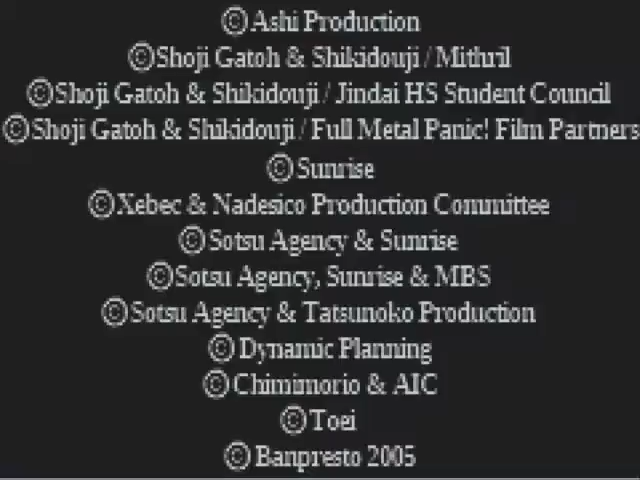 ©Ashi Production
©Shoji Gatoh & Shikidouji / Mithril
©Shoji Gatoh & Shikidouji / Jindai HS Student Council
©Shoji Gatoh & Shikidouji / Full Metal Panic! Film Partners
©Sunrise
©Xebec & Nadesico Production Committee
©Sotsu Agency & Sunrise
©Sotsu Agency, Sunrise & MBS
©Sotsu Agency & Tatsunoko Production
©Dynamic Planning
©Chimimorio & AIC
©Toei
©Banpresto 2005